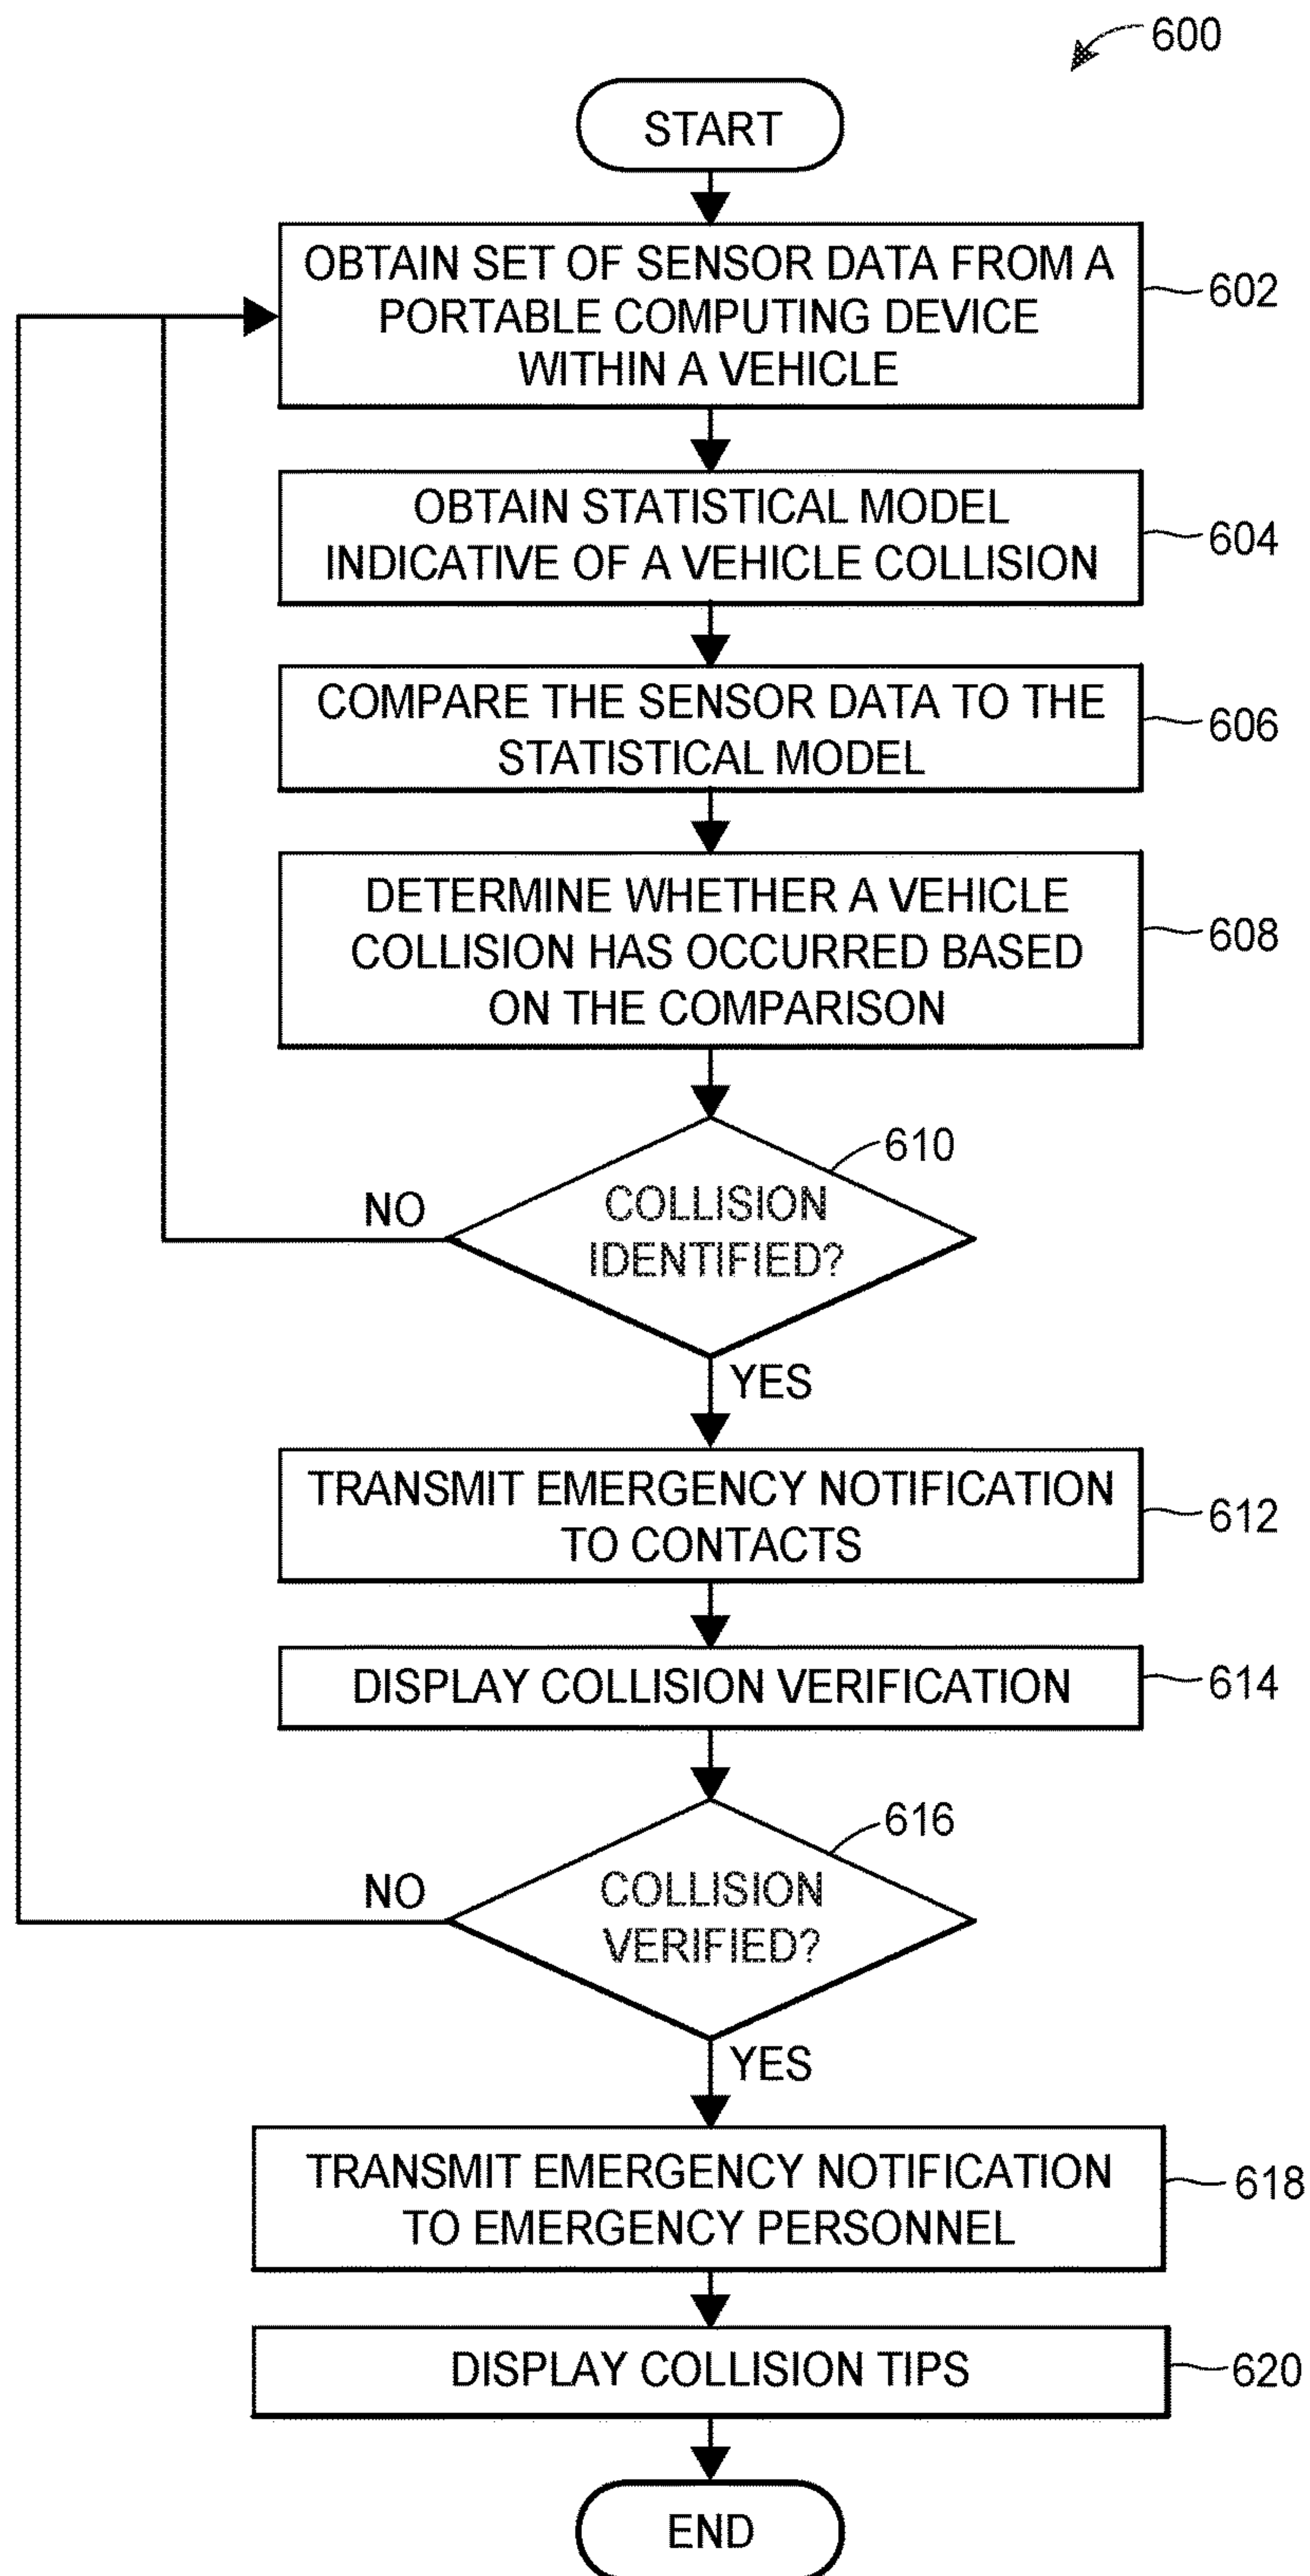 600
START
OBTAIN SET OF SENSOR DATA FROM A
PORTABLE COMPUTING DEVICE
WITHIN A VEHICLE
602
OBTAIN STATISTICAL MODEL
INDICATIVE OF A VEHICLE COLLISION
604
COMPARE THE SENSOR DATA TO THE
STATISTICAL MODEL
606
DETERMINE WHETHER A VEHICLE
COLLISION HAS OCCURRED BASED
ON THE COMPARISON
608
610
NO
COLLISION
IDENTIFIED?
YES
TRANSMIT EMERGENCY NOTIFICATION
TO CONTACTS
612
DISPLAY COLLISION VERIFICATION
614
616
NO
COLLISION
VERIFIED?
YES
TRANSMIT EMERGENCY NOTIFICATION
TO EMERGENCY PERSONNEL
618
DISPLAY COLLISION TIPS
620
END